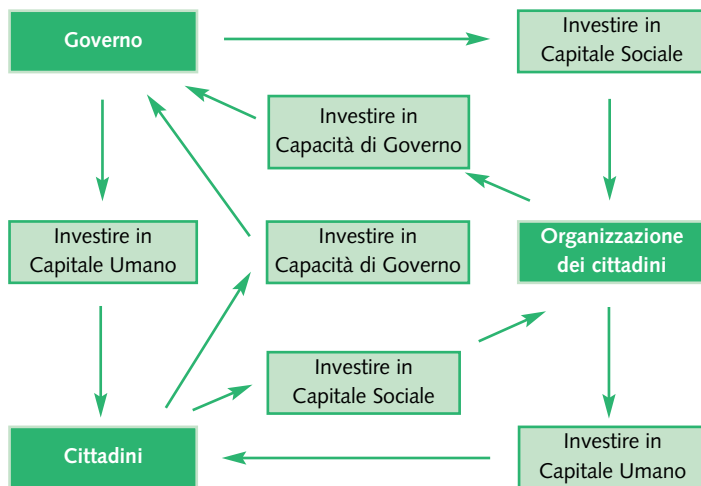 Governo
Investire in
Capitale Sociale
Investire in
Capacità di Governo
Investire in
Capitale Umano
Investire in
Capacità di Governo
Organizzazione
dei cittadini
Investire in
Capitale Sociale
Cittadini
Investire in
Capitale Umano